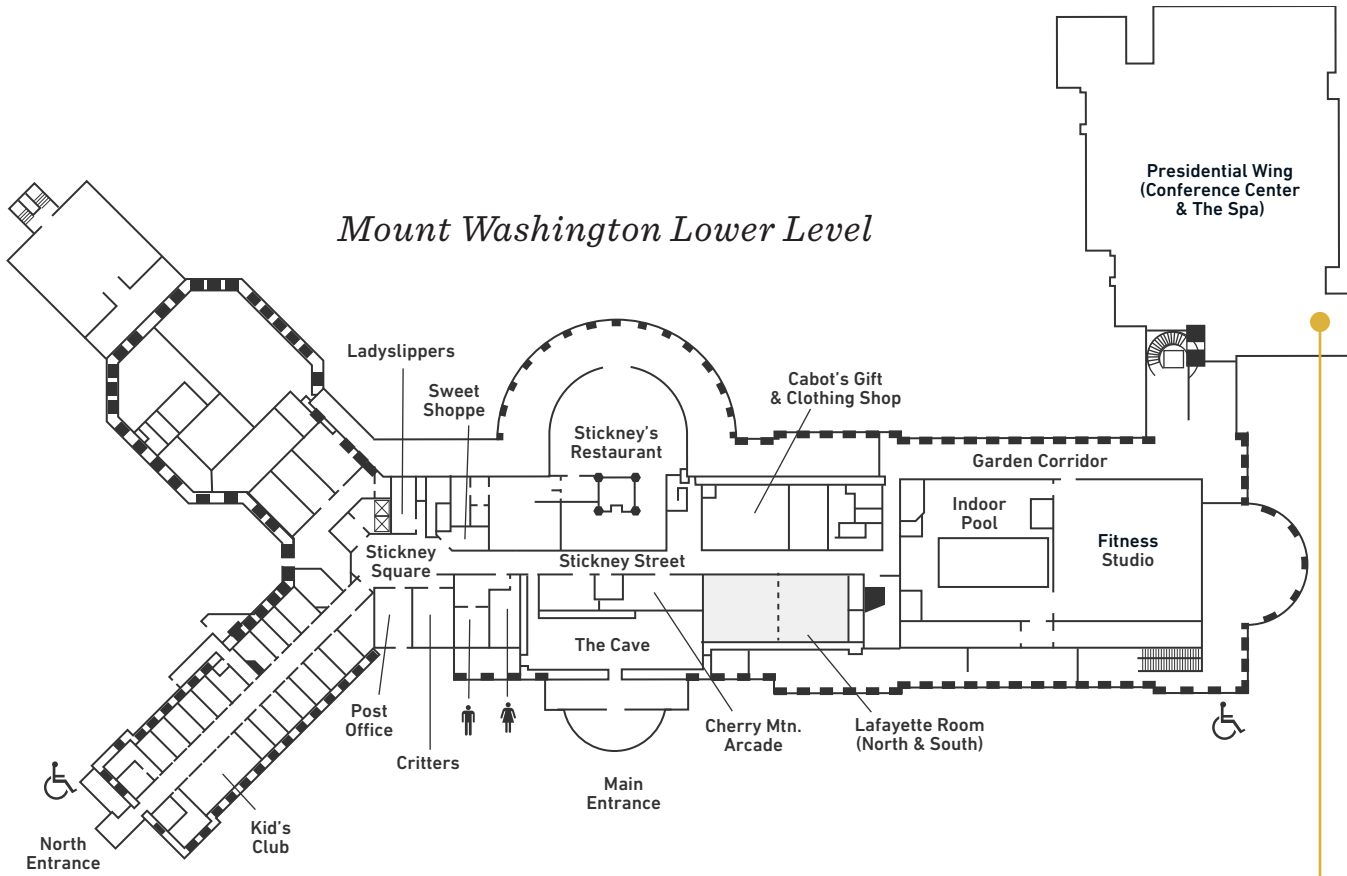 Presidential Wing
(Conference Center
& The Spa)
Mount Washington Lower Level
Ladyslippers
Sweet
Shoppe
Stickney's
Restaurant
Cabot's Gift
& Clothing Shop
Garden Corridor
Indoor
Pool
Fitness
Studio
Stickney
Square
Stickney Street
The Cave
Post
Office
Critters
Cherry Mtn.
Arcade
Lafayette Room
(North & South)
Main
Entrance
Kid's
Club
North
Entrance